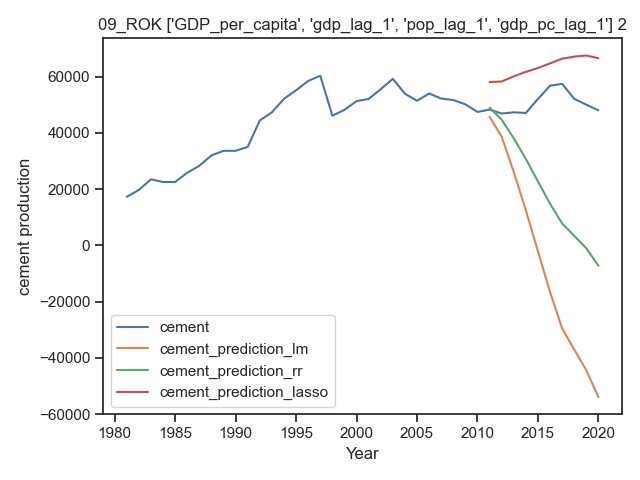 09_ROK ['GDP_per_capita', 'gdp_lag_1', 'pop_lag_1', 'gdp_pc_lag_1'] 2
60000
40000
20000
0
−20000
−40000
−60000
cement production
cement
cement_prediction_lm
cement_prediction_rr
cement_prediction_lasso
1980 1985 1990 1995 2000 2005 2010 2015 2020
Year